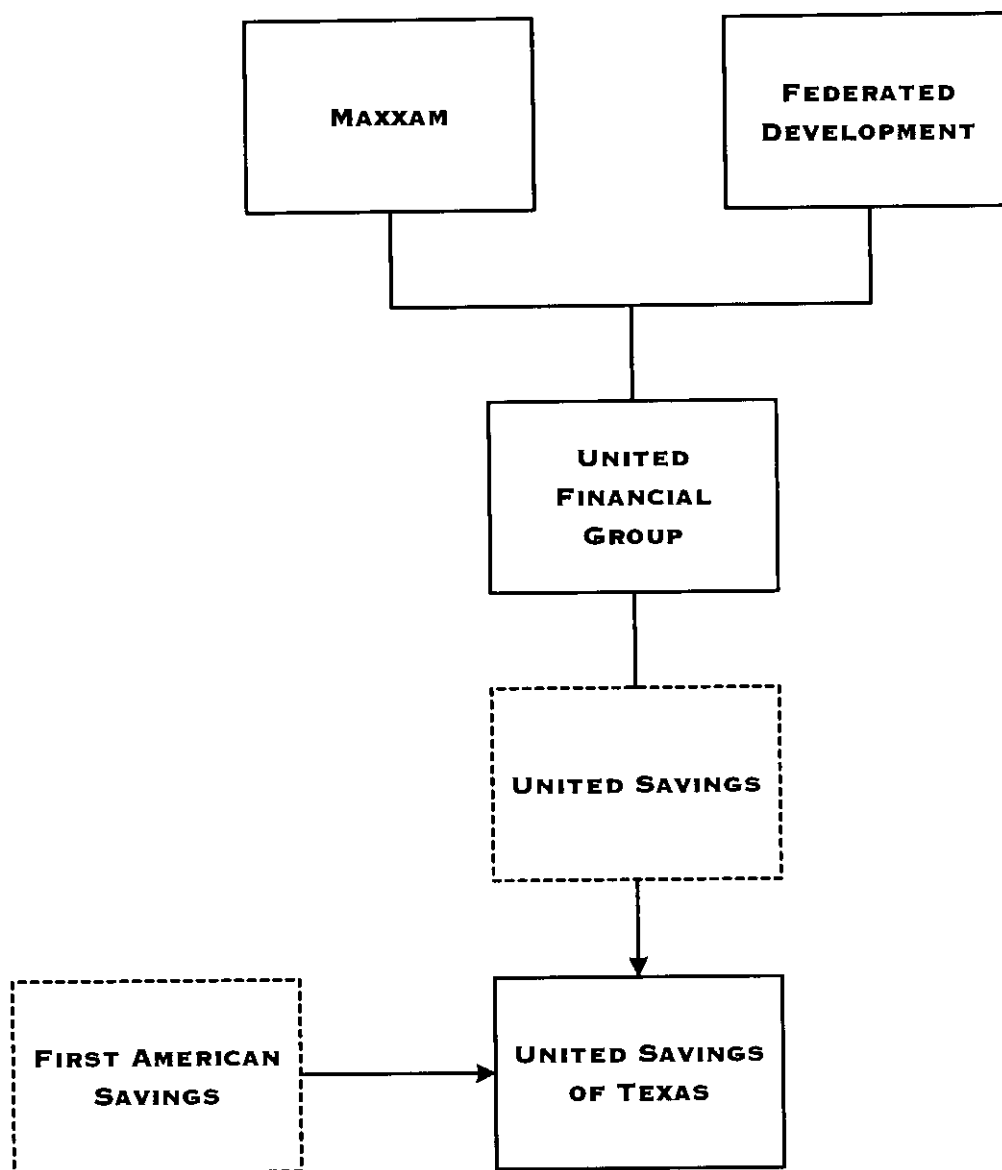 MAXXAM
FEDERATED
DEVELOPMENT
UNITED
FINANCIAL
GROUP
UNITED SAVINGS
FIRST AMERICAN
SAVINGS
UNITED SAVINGS
OF TEXAS